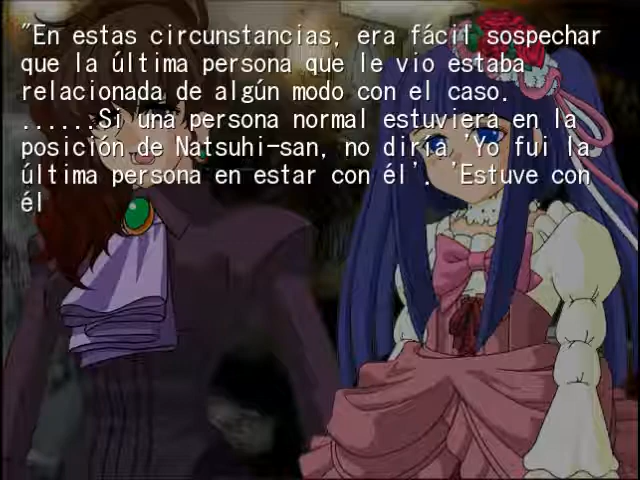 "En estas circunstancias, era fácil sospechar
que la última persona que le vio estaba
relacionada de algún modo con el caso.
......Si una persona normal estuviera en la
posición de Natsuhi-san, no diría 'Yo fui la
última persona en estar con él'. 'Estuve con
él